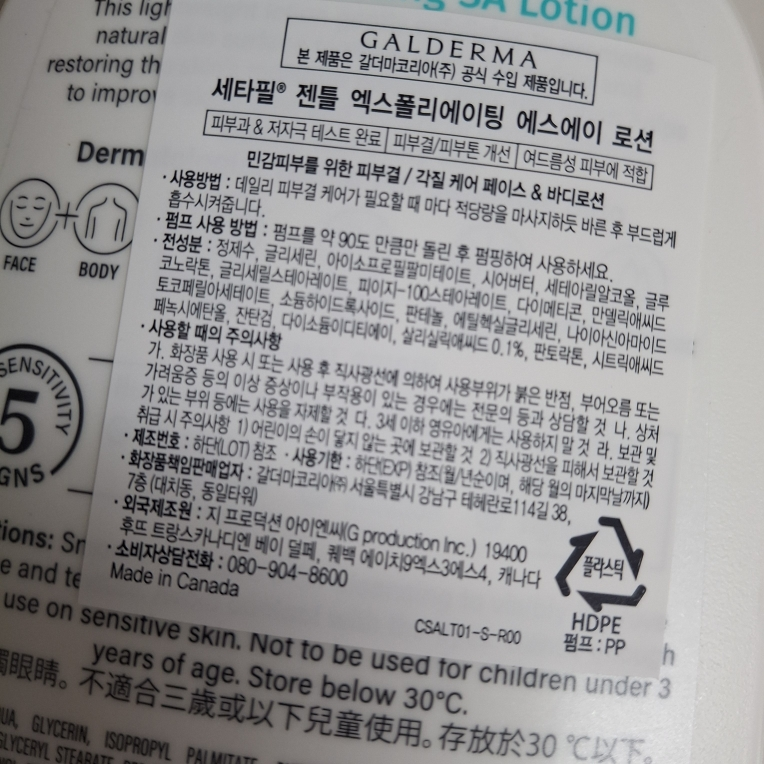 SA Lotion
This
natural
restoring
to
Derm
FACE
BODY
SENSITIVITY
5
GNS
GALDERMA
본 제품은 갈더마코리아(주) 공식 수입 제품입니다.
세타필® 젠틀 엑스폴리에이팅 에스에이 로션
피부과 & 저자극 테스트 완료 피부결/피부톤 개선 여드름성 피부에 적합
민감피부를 위한 피부결 / 각질 케어 페이스 & 바디로션
· 사용방법 : 데일리 피부결 케어가 필요할 때 마다 적당량을 마사지하듯 바른 후 부드럽게
흡수시켜줍니다.
· 펌프 사용 방법 : 펌프를 약 90도 만큼만 돌린 후 펌핑하여 사용하세요.
· 전성분 : 정제수, 글리세린, 아이소프로필팔미테이트, 시어버터, 세테아릴알코올, 글루
코노락톤, 글리세릴스테아레이트, 피이지-100스테아레이트, 다이메티콘, 만델릭애씨드
토코페릴아세테이트, 소듐하이드록사이드, 판테놀, 에틸헥실글리세린, 나이아신아마이드
페녹시에탄올, 잔탄검, 다이소듐이디티에이, 살리실릭애씨드 0.1%, 판토락톤, 시트릭애씨드
· 사용할 때의 주의사항
가. 화장품 사용 시 또는 사용 후 직사광선에 의하여 사용부위가 붉은 반점, 부어오름 또는
가려움증 등의 이상 증상이나 부작용이 있는 경우에는 전문의 등과 상담할 것 나. 상처
가 있는 부위 등에는 사용을 자제할 것 다. 3세 이하 영유아에게는 사용하지 말 것 라. 보관 및
취급 시 주의사항 1) 어린이의 손이 닿지 않는 곳에 보관할 것 2) 직사광선을 피해서 보관할 것
· 제조번호 : 하단(LOT) 참조 · 사용기한 : 하단(EXP) 참조(월/년순이며, 해당 월의 마지막날까지)
· 화장품책임판매업자 : 갈더마코리아㈜ 서울특별시 강남구 테헤란로114길 38,
7층 (대치동, 동일타워)
· 외국제조원 : 지 프로덕션 아이엔씨(G production Inc.) 19400
후뜨 트랑스카나디엔 베이 덜페, 퀘백 에이치9엑스3에스4, 캐나다
· 소비자상담전화 : 080-904-8600
Made in Canada
플라스틱
HDPE
펌프 : PP
CSALT01-S-R00
use on sensitive skin. Not to be used for children under 3
years of age. Store below 30°C.
眼睛。不適合三歲或以下兒童使用。存放於30 °C以下。
GLYCERIN, ISOPROPYL PALMITATE
GLYCERYL STEARATE